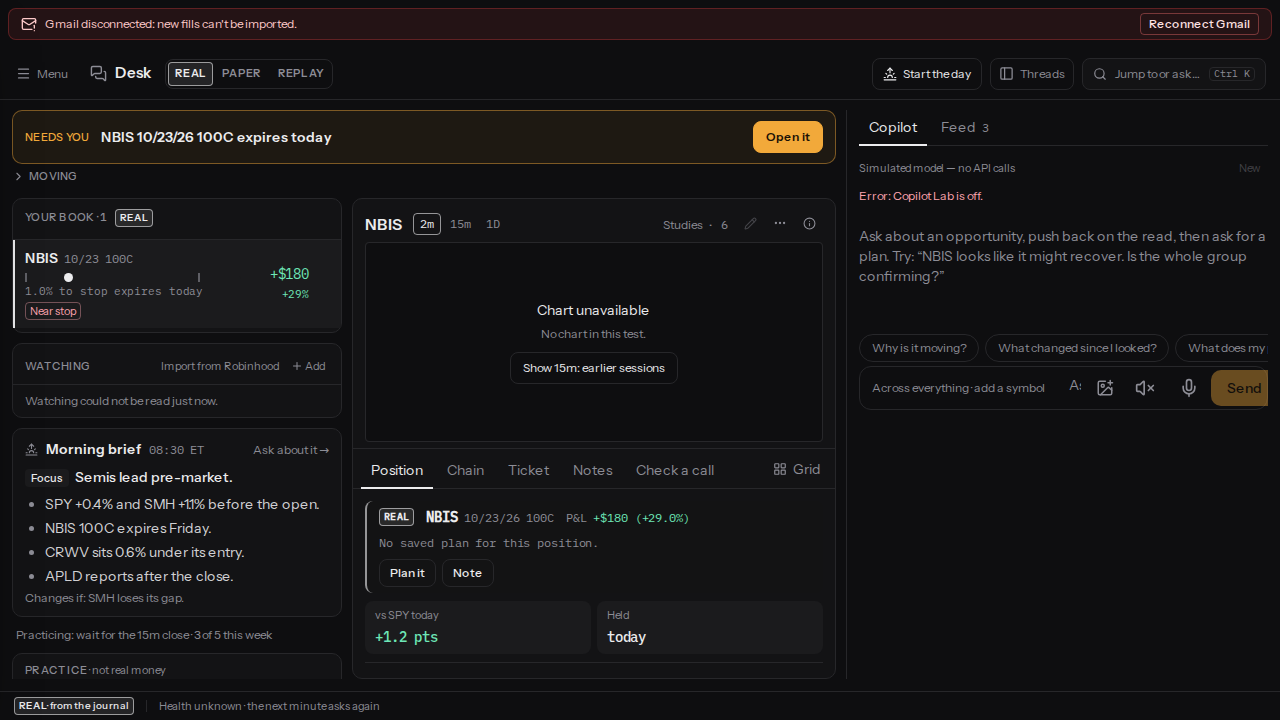 Gmail disconnected: new fills can't be imported.
Reconnect Gmail
Menu
Desk
REAL
PAPER
REPLAY
Start the day
Threads
Jump to or ask...
Ctrl K
NEEDS YOU
NBIS 10/23/26 100C expires today
Open it
MOVING
YOUR BOOK · 1
REAL
NBIS 10/23 100C
+$180
1.0% to stop expires today
+29%
Near stop
WATCHING
Import from Robinhood
+ Add
Watching could not be read just now.
Morning brief 08:30 ET
Ask about it →
Focus
Semis lead pre-market.
SPY +0.4% and SMH +1.1% before the open.
NBIS 100C expires Friday.
CRWV sits 0.6% under its entry.
APLD reports after the close.
Changes if: SMH loses its gap.
Practicing: wait for the 15m close · 3 of 5 this week
PRACTICE · not real money
NBIS
2m
15m
1D
Studies · 6
Chart unavailable
No chart in this test.
Show 15m: earlier sessions
Position
Chain
Ticket
Notes
Check a call
Grid
REAL
NBIS 10/23/26 100C P&L +$180 (+29.0%)
No saved plan for this position.
Plan it
Note
vs SPY today
+1.2 pts
Held
today
Copilot
Feed 3
Simulated model — no API calls
New
Error: Copilot Lab is off.
Ask about an opportunity, push back on the read, then ask for a
plan. Try: “NBIS looks like it might recover. Is the whole group
confirming?”
Why is it moving?
What changed since I looked?
What does my
Across everything · add a symbol
Send
REAL · from the journal
Health unknown · the next minute asks again